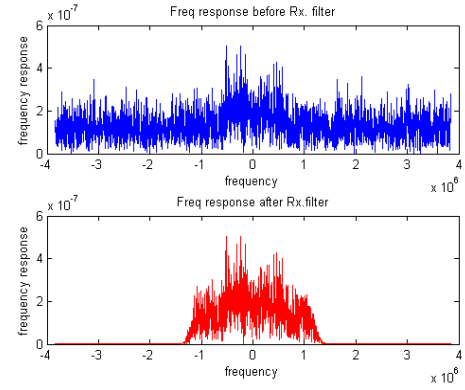 Freq response before Rx. filter
x 10^-7
6
4
2
0
frequency response
-4 -3 -2 -1 0 1 2 3 4
frequency
x 10^6
Freq response after Rx.filter
x 10^-7
6
4
2
0
frequency response
-4 -3 -2 -1 0 1 2 3 4
frequency
x 10^6